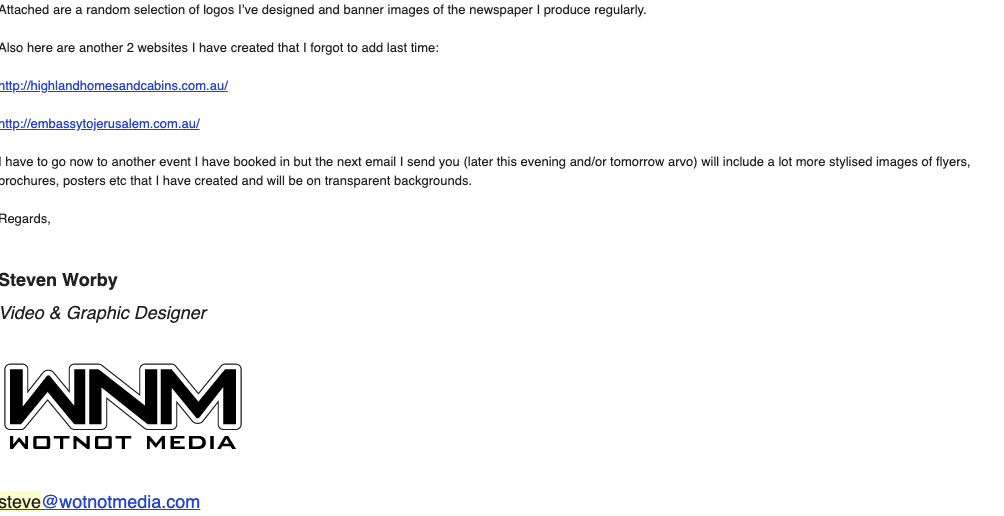 Attached are a random selection of logos I've designed and banner images of the newspaper I produce regularly.
Also here are another 2 websites I have created that I forgot to add last time:
http://highlandhomesandcabins.com.au/
http://embassytojerusalem.com.au/
I have to go now to another event I have booked in but the next email I send you (later this evening and/or tomorrow arvo) will include a lot more stylised images of flyers,
brochures, posters etc that I have created and will be on transparent backgrounds.
Regards,
Steven Worby
Video & Graphic Designer
WNM
WOTNOT MEDIA
steve@wotnotmedia.com